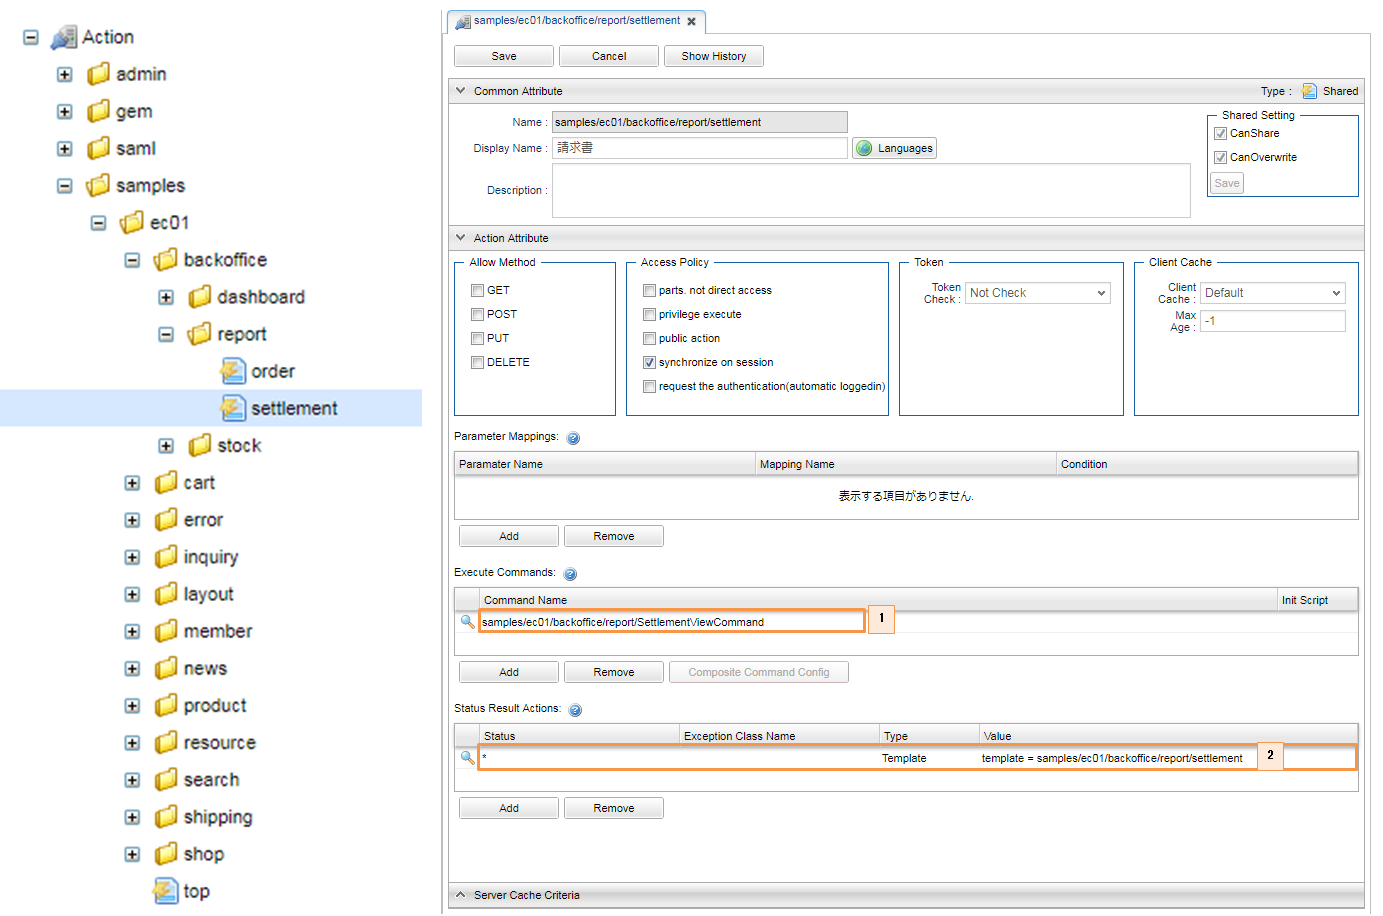 Action
admin
gem
saml
samples
ec01
backoffice
dashboard
report
order
settlement
stock
cart
error
inquiry
layout
member
news
product
resource
search
shipping
shop
top
samples/ec01/backoffice/report/settlement
Save
Cancel
Show History
Common Attribute
Type :
Shared
Name :
samples/ec01/backoffice/report/settlement
Display Name :
請求書
Languages
Description :
Shared Setting
CanShare
CanOverwrite
Save
Action Attribute
Allow Method
GET
POST
PUT
DELETE
Access Policy
parts. not direct access
privilege execute
public action
synchronize on session
request the authentication(automatic loggedin)
Token
Token
Check :
Not Check
Client Cache
Client
Cache :
Default
Max
Age :
-1
Parameter Mappings:
Paramater Name
Mapping Name
Condition
表示する項目がありません.
Add
Remove
Execute Commands:
Command Name
Init Script
samples/ec01/backoffice/report/SettlementViewCommand
1
Add
Remove
Composite Command Config
Status Result Actions:
Status
Exception Class Name
Type
Value
*
Template
template = samples/ec01/backoffice/report/settlement
2
Add
Remove
Server Cache Criteria